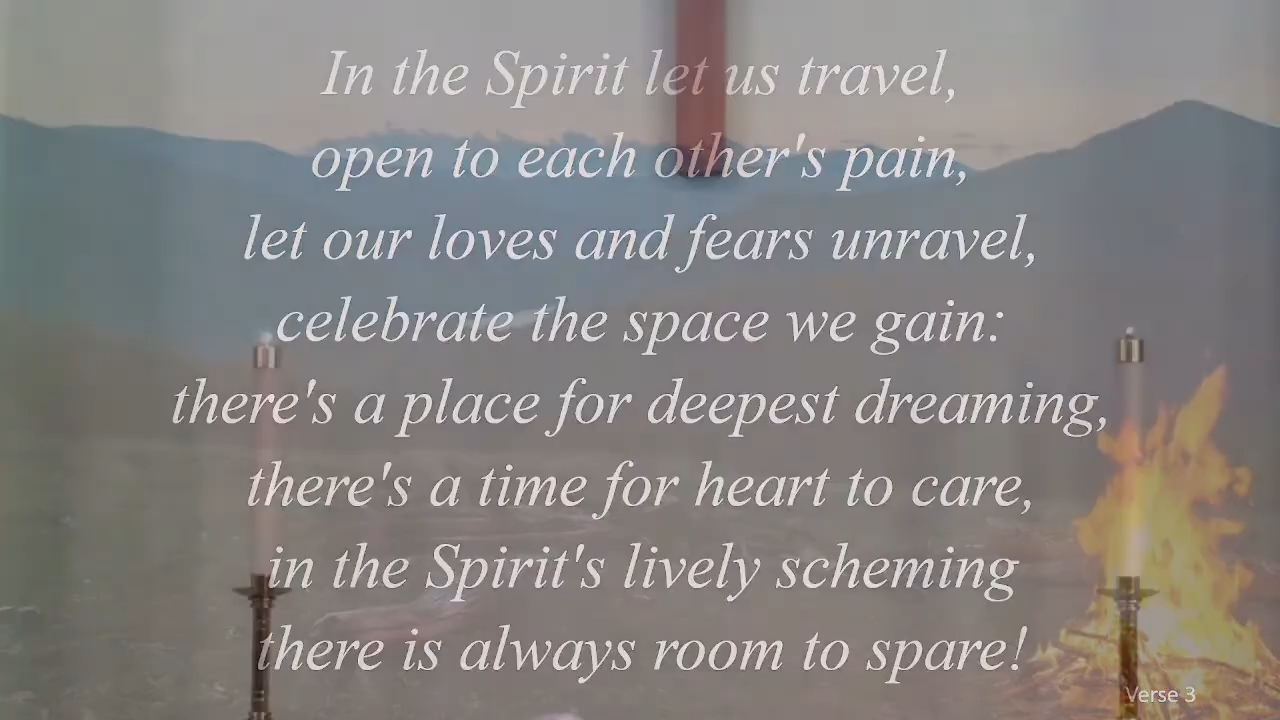 In the Spirit let us travel,
open to each other's pain,
let our loves and fears unravel,
celebrate the space we gain:
there's a place for deepest dreaming,
there's a time for heart to care,
in the Spirit's lively scheming
there is always room to spare!
Verse 3